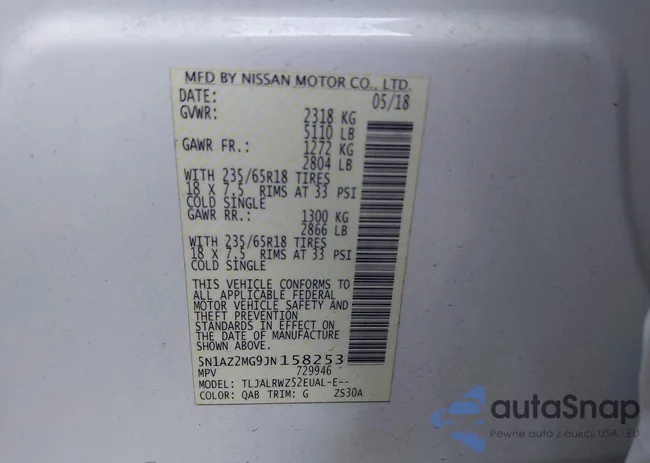 MFD BY NISSAN MOTOR CO., LTD.
DATE: 05/18
GVWR: 2318 KG
5110 LB
GAWR FR.: 1272 KG
2804 LB
WITH 235/65R18 TIRES
18 X 7.5 RIMS AT 33 PSI
COLD SINGLE
GAWR RR.: 1300 KG
2866 LB
WITH 235/65R18 TIRES
18 X 7.5 RIMS AT 33 PSI
COLD SINGLE
THIS VEHICLE CONFORMS TO
ALL APPLICABLE FEDERAL
MOTOR VEHICLE SAFETY AND
THEFT PREVENTION
STANDARDS IN EFFECT ON
THE DATE OF MANUFACTURE
SHOWN ABOVE.
5N1AZ2MG9JN158253
MPV 729946
MODEL: TLJALRWZ52EUAL-E--
COLOR: QAB TRIM: G ZS30A
autaSnap
Pewne auta z aukcji USA - EU